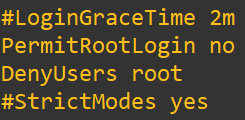 #LoginGraceTime 2m
PermitRootLogin no
DenyUsers root
#StrictModes yes